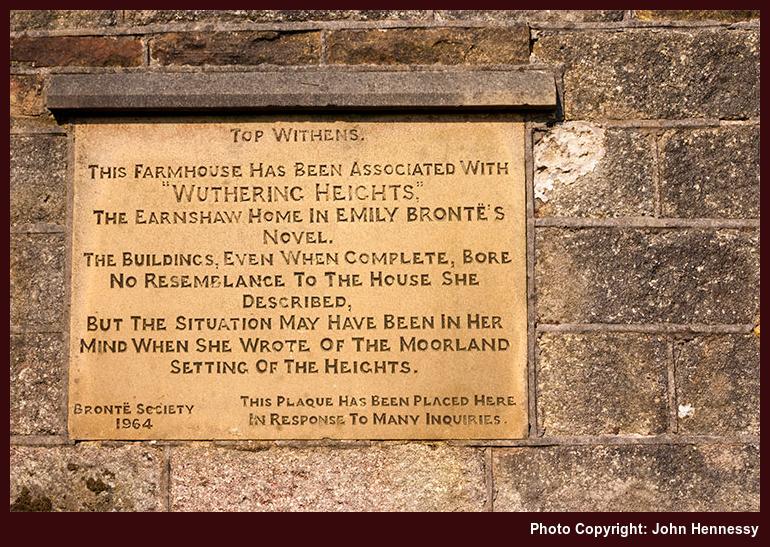 TOP WITHENS.
THIS FARMHOUSE HAS BEEN ASSOCIATED WITH
"WUTHERING HEIGHTS",
THE EARNSHAW HOME IN EMILY BRONTË'S
NOVEL.
THE BUILDINGS, EVEN WHEN COMPLETE, BORE
NO RESEMBLANCE TO THE HOUSE SHE
DESCRIBED,
BUT THE SITUATION MAY HAVE BEEN IN HER
MIND WHEN SHE WROTE OF THE MOORLAND
SETTING OF THE HEIGHTS.
BRONTË SOCIETY
1964
THIS PLAQUE HAS BEEN PLACED HERE
IN RESPONSE TO MANY INQUIRIES.
Photo Copyright: John Hennessy